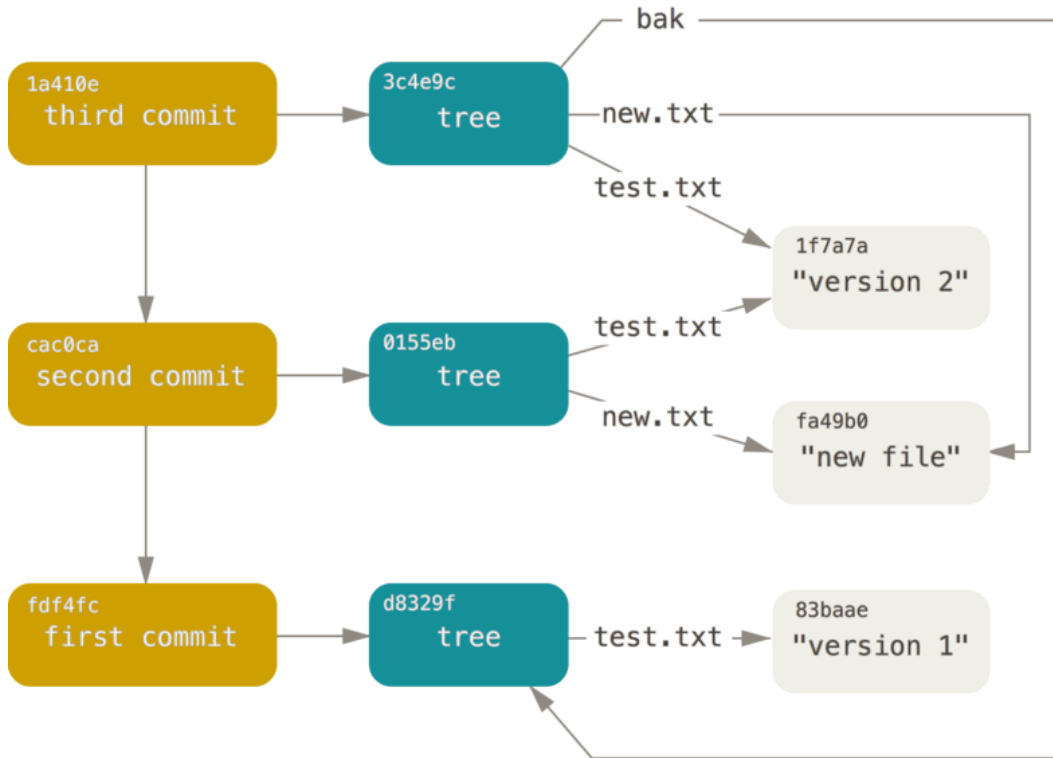 bak
1a410e
third commit
3c4e9c
tree
new.txt
test.txt
1f7a7a
"version 2"
cac0ca
second commit
0155eb
tree
test.txt
new.txt
fa49b0
"new file"
fdf4fc
first commit
d8329f
tree
test.txt
83baae
"version 1"